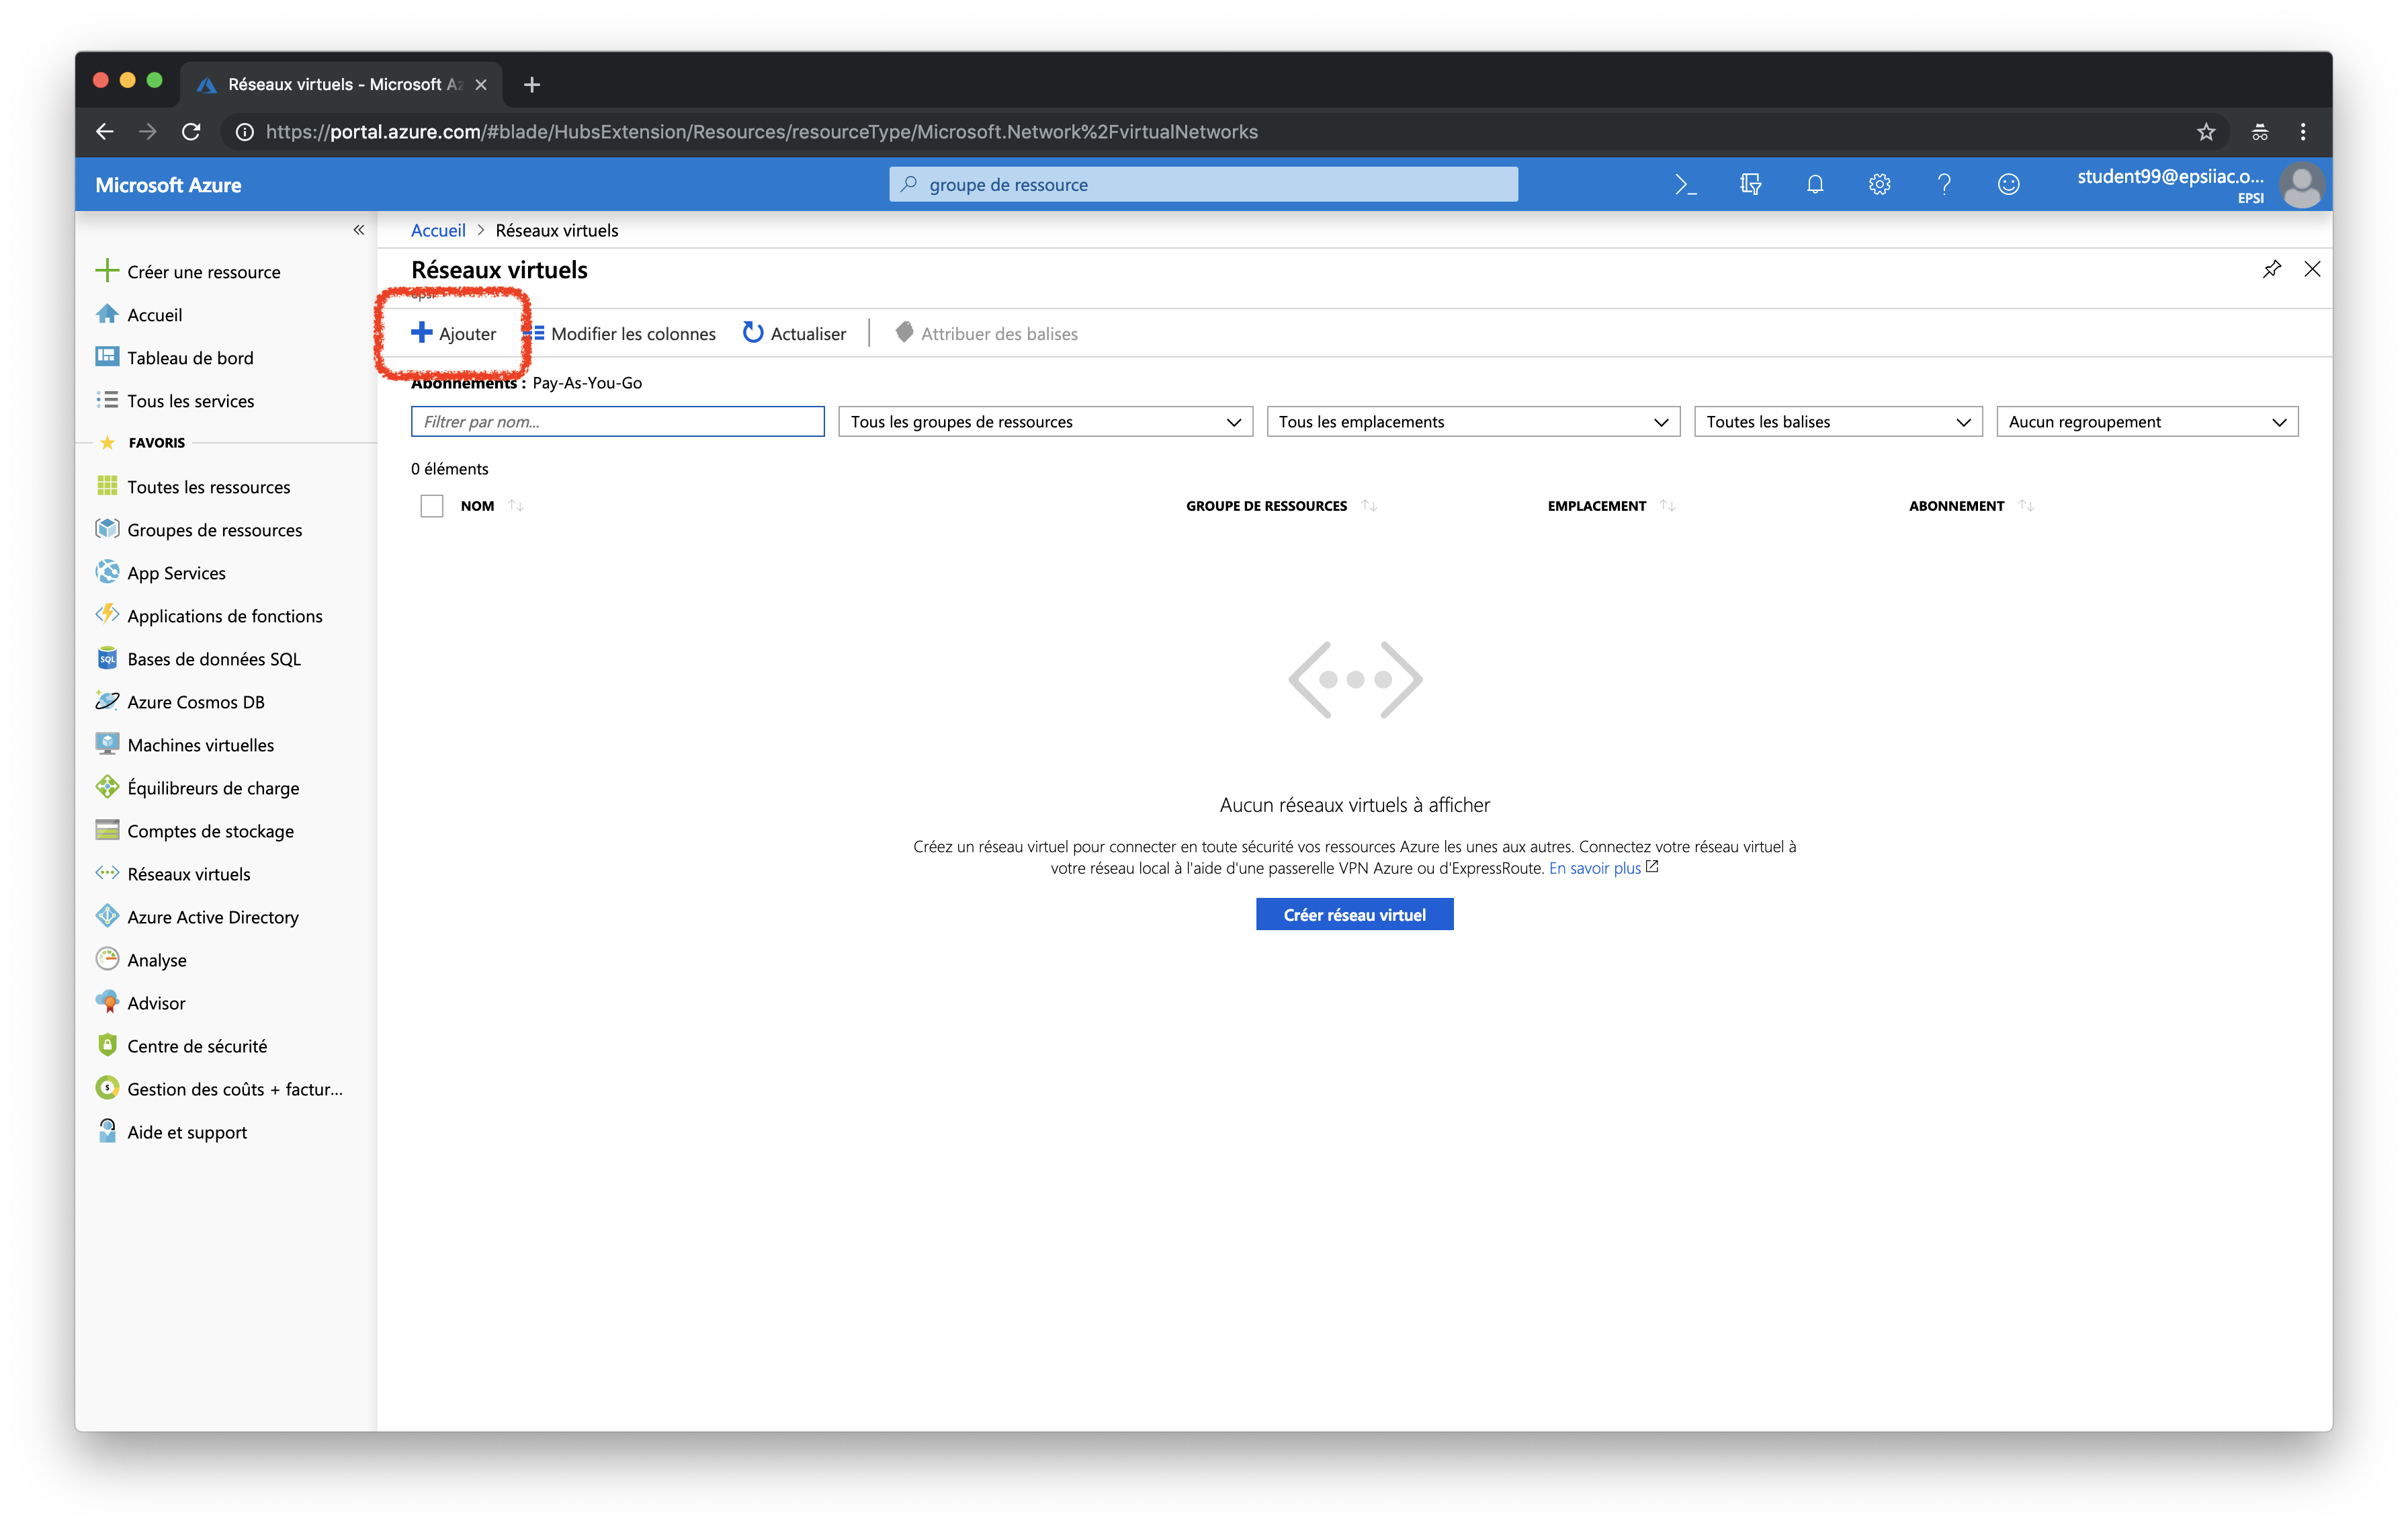 Réseaux virtuels - Microsoft Az
https://portal.azure.com/#blade/HubsExtension/Resources/resourceType/Microsoft.Network%2FvirtualNetworks
Microsoft Azure
groupe de ressource
student99@epsiiac.o...
EPSI
Créer une ressource
Accueil
Tableau de bord
Tous les services
FAVORIS
Toutes les ressources
Groupes de ressources
App Services
Applications de fonctions
SQL Bases de données SQL
Azure Cosmos DB
Machines virtuelles
Équilibreurs de charge
Comptes de stockage
Réseaux virtuels
Azure Active Directory
Analyse
Advisor
Centre de sécurité
$ Gestion des coûts + factur...
Aide et support
Accueil > Réseaux virtuels
Réseaux virtuels
Ajouter Modifier les colonnes Actualiser Attribuer des balises
Abonnements : Pay-As-You-Go
Filtrer par nom... Tous les groupes de ressources Tous les emplacements Toutes les balises Aucun regroupement
0 éléments
NOM GROUPE DE RESSOURCES EMPLACEMENT ABONNEMENT
Aucun réseaux virtuels à afficher
Créez un réseau virtuel pour connecter en toute sécurité vos ressources Azure les unes aux autres. Connectez votre réseau virtuel à
votre réseau local à l'aide d'une passerelle VPN Azure ou d'ExpressRoute. En savoir plus
Créer réseau virtuel